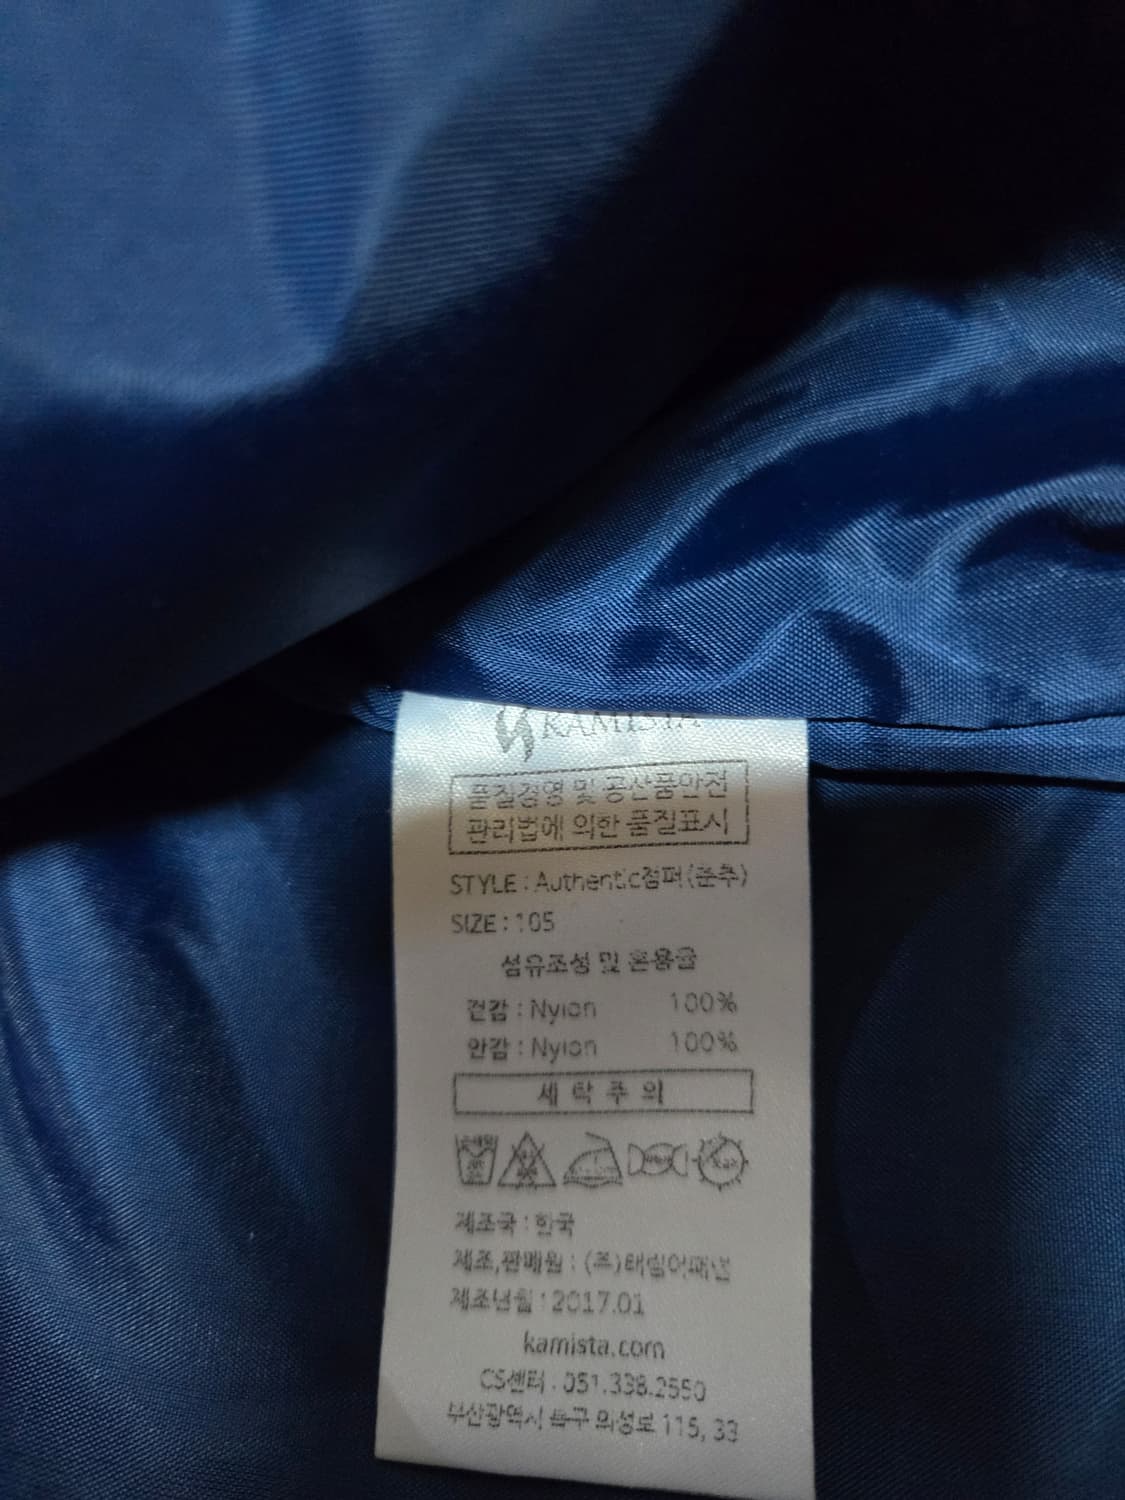 KAMISTA
품질경영 및 공산품안전
관리법에 의한 품질표시
STYLE : Authentic점퍼(춘추)
SIZE : 105
섬유조성 및 혼용율
겉감 : Nylon 100%
안감 : Nylon 100%
세 탁 주 의
제조국 : 한국
제조,판매원 : (주)태림어패션
제조년월 : 2017.01
kamista.com
CS센터 . 051.338.2550
부산광역시 북구 의성로 115, 33